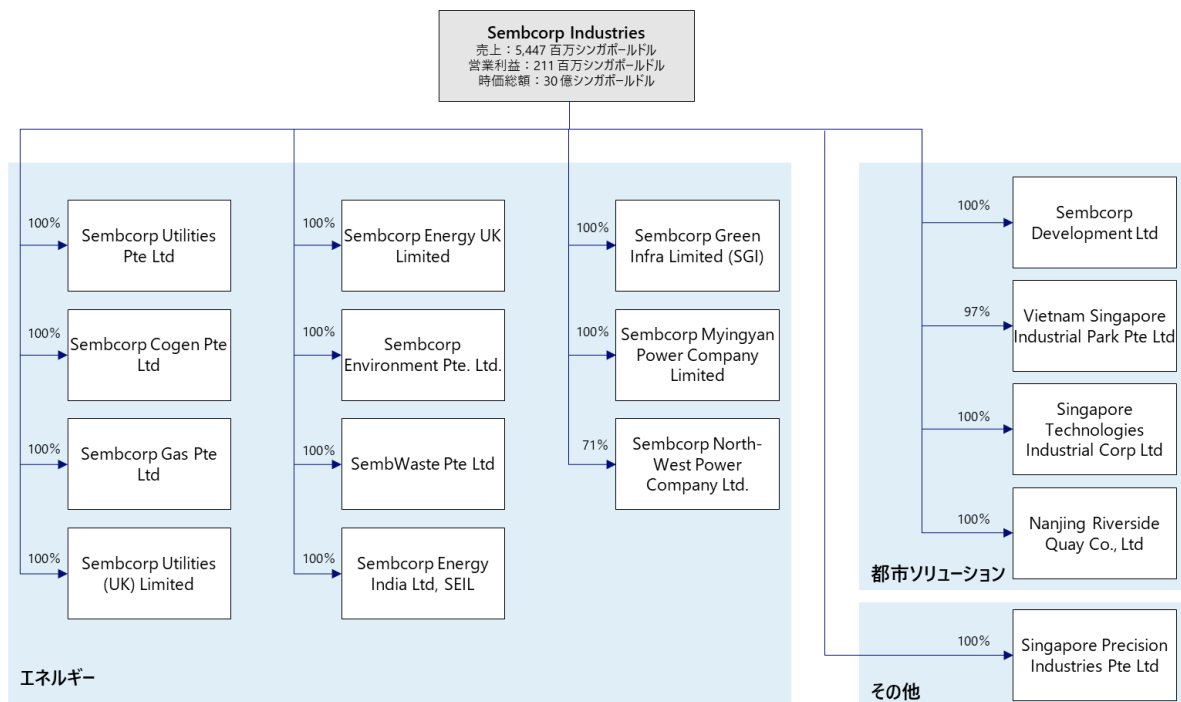 Sembcorp Industries
売上：5,447 百万シンガポールドル
営業利益：211 百万シンガポールドル
時価総額：30 億シンガポールドル
100%
Sembcorp Utilities
Pte Ltd
100%
Sembcorp Cogen Pte
Ltd
100%
Sembcorp Gas Pte
Ltd
100%
Sembcorp Utilities
(UK) Limited
100%
Sembcorp Energy UK
Limited
100%
Sembcorp
Environment Pte. Ltd.
100%
SembWaste Pte Ltd
100%
Sembcorp Energy
India Ltd, SEIL
100%
Sembcorp Green
Infra Limited (SGI)
100%
Sembcorp Myingyan
Power Company
Limited
71%
Sembcorp North-
West Power
Company Ltd.
エネルギー
100%
Sembcorp
Development Ltd
97%
Vietnam Singapore
Industrial Park Pte Ltd
100%
Singapore
Technologies
Industrial Corp Ltd
100%
Nanjing Riverside
Quay Co., Ltd
都市ソリューション
100%
Singapore Precision
Industries Pte Ltd
その他